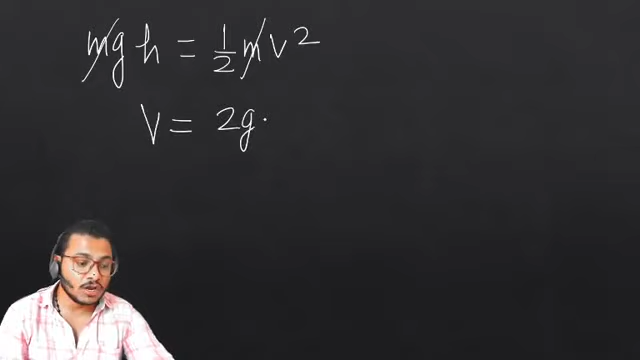 mgh = 1/2 mv²
V = 2g